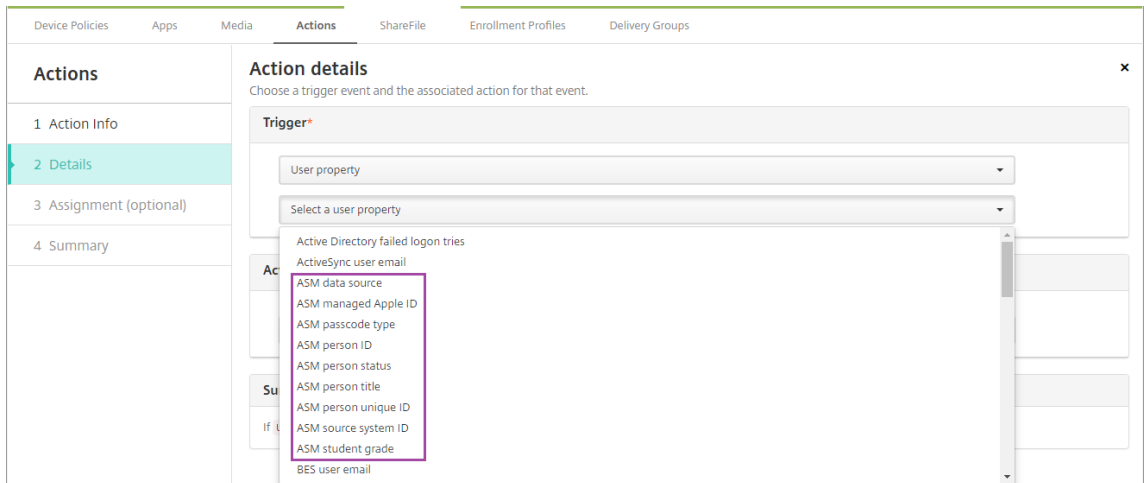 Device Policies Apps Media Actions ShareFile Enrollment Profiles Delivery Groups
Actions
1 Action Info
2 Details
3 Assignment (optional)
4 Summary
Action details
Choose a trigger event and the associated action for that event.
Trigger*
User property
Select a user property
Active Directory failed logon tries
ActiveSync user email
ASM data source
ASM managed Apple ID
ASM passcode type
ASM person ID
ASM person status
ASM person title
ASM person unique ID
ASM source system ID
ASM student grade
BES user email
Ac
Su
If